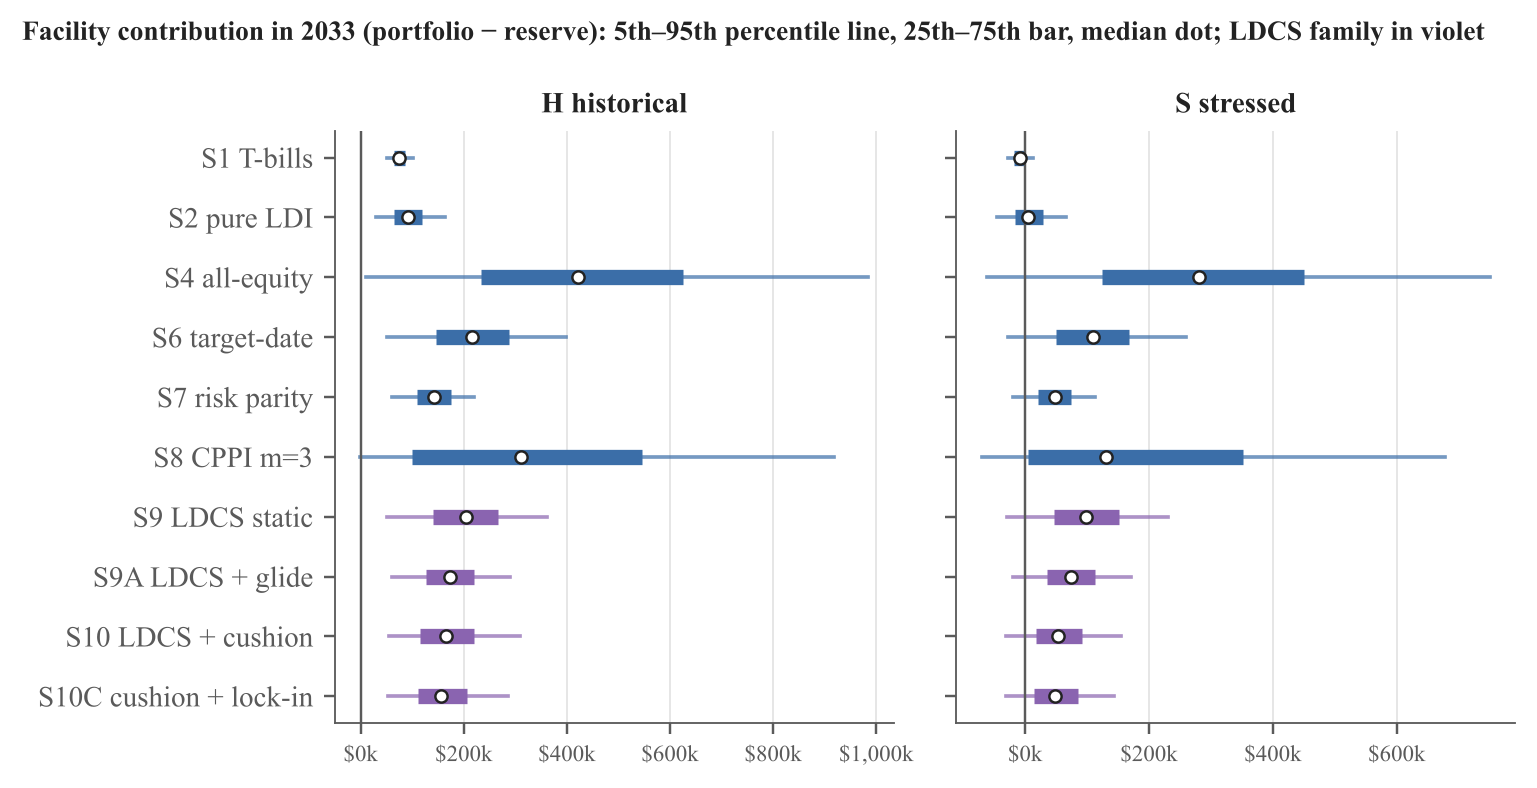 Facility contribution in 2033 (portfolio − reserve): 5th–95th percentile line, 25th–75th bar, median dot; LDCS family in violet
H historical
S stressed
S1 T-bills
S2 pure LDI
S4 all-equity
S6 target-date
S7 risk parity
S8 CPPI m=3
S9 LDCS static
S9A LDCS + glide
S10 LDCS + cushion
S10C cushion + lock-in
$0k $200k $400k $600k $800k $1,000k
$0k $200k $400k $600k